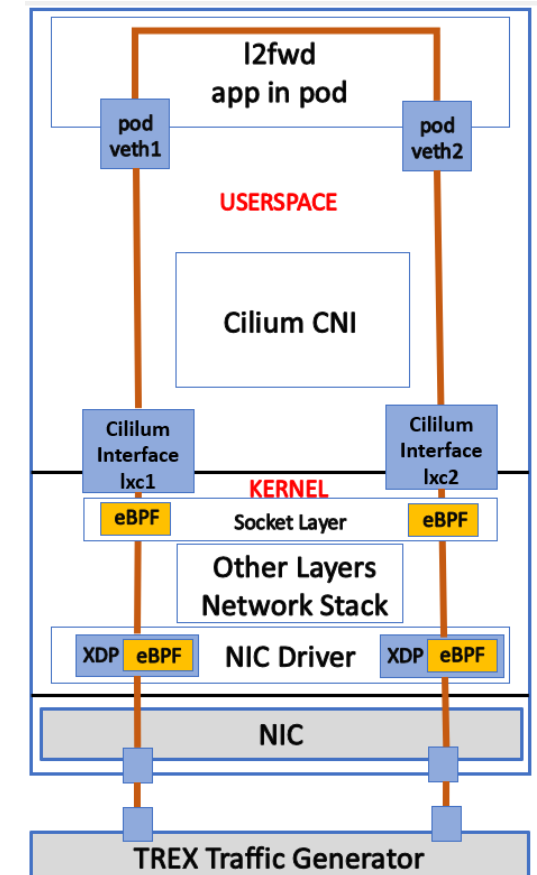 l2fwd
app in pod
pod
veth1
pod
veth2
USERSPACE
Cilium CNI
Cililum
Interface
lxc1
Cililum
Interface
lxc2
KERNEL
eBPF
Socket Layer
eBPF
Other Layers
Network Stack
XDP
eBPF
NIC Driver
XDP
eBPF
NIC
TREX Traffic Generator